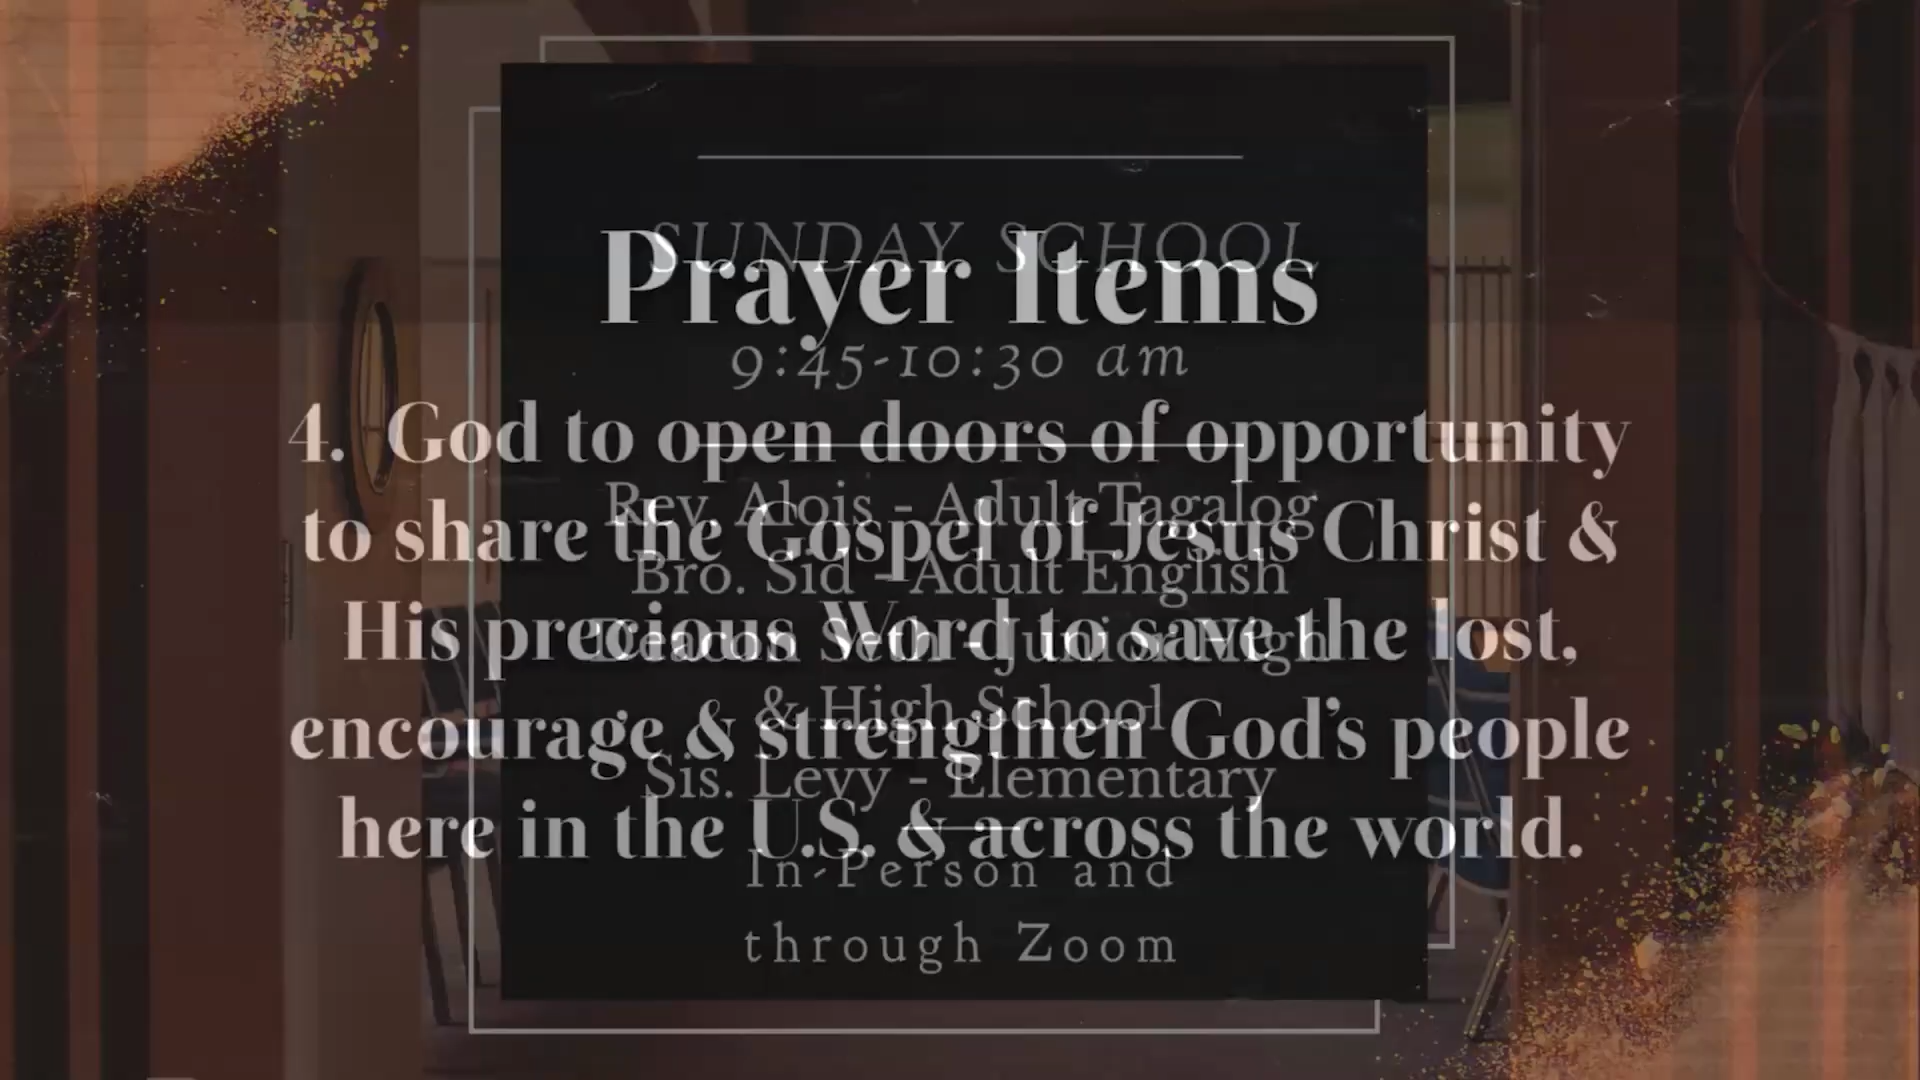 Prayer Items
4. God to open doors of opportunity
to share the Gospel of Jesus Christ &
His precious Word to save the lost,
encourage & strengthen God's people
here in the U.S. & across the world.
SUNDAY SCHOOL
9:45-10:30 am
Rev. Alois - Adult Tagalog
Bro. Sid - Adult English
Deacon Seth - Junior High
& High School
Sis. Levy - Elementary
In-Person and
through Zoom